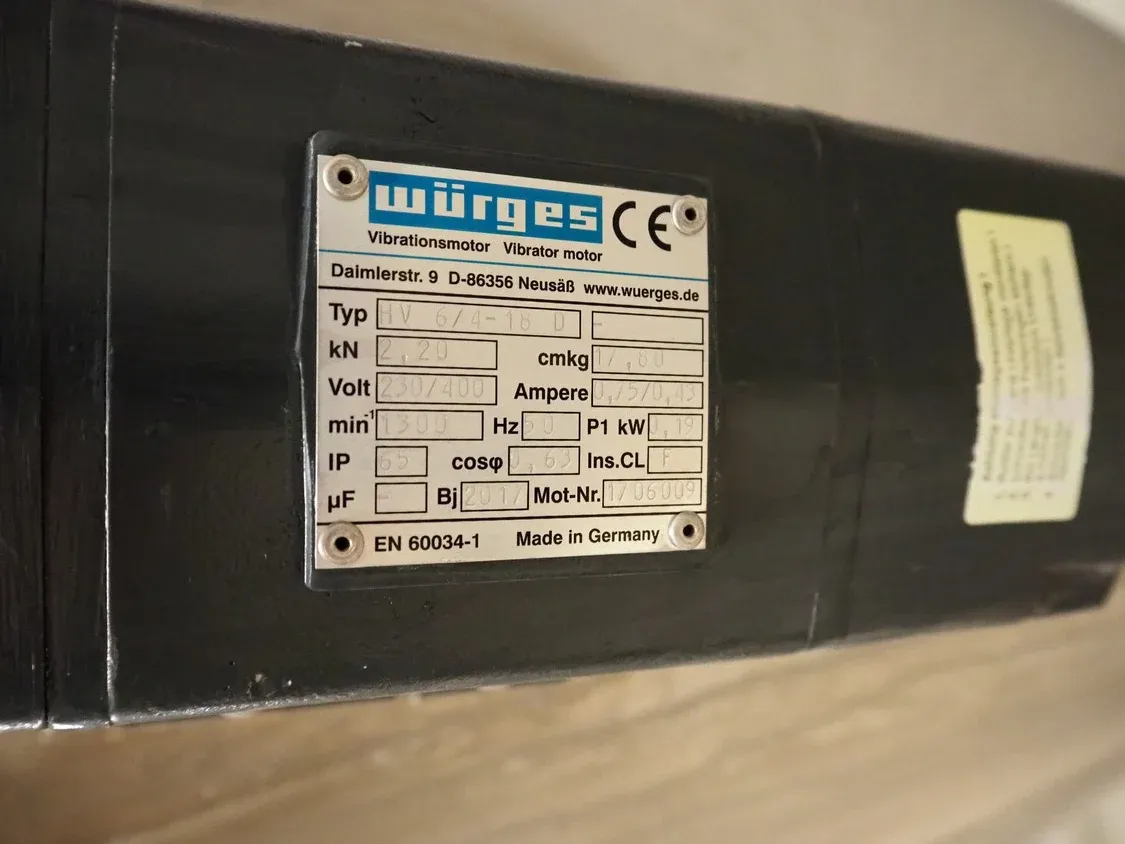 würges CE
Vibrationsmotor Vibrator motor
Daimlerstr. 9 D-86356 Neusäß www.wuerges.de
Typ HV 6/4-18 D -
kN 2,20 cmkg 17,80
Volt 230/400 Ampere 0,75/0,43
min-1 1300 Hz 50 P1 kW 0,19
IP 65 cosφ 0,63 Ins.CL F
µF - Bj 2017 Mot-Nr. 1706009
EN 60034-1 Made in Germany